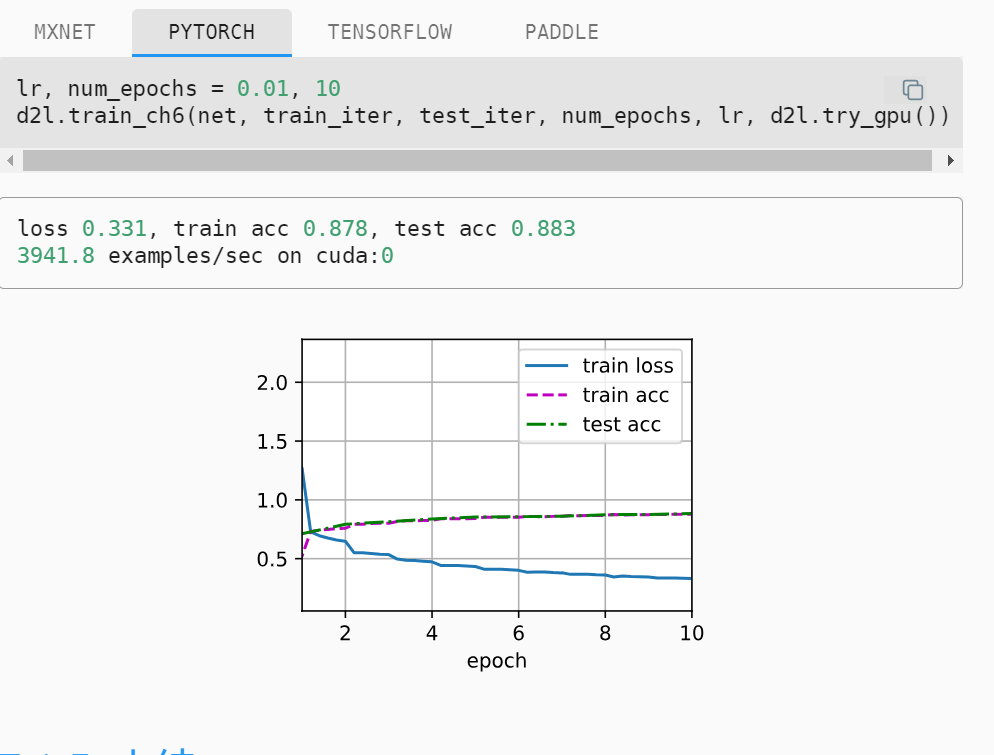 MXNET PYTORCH TENSORFLOW PADDLE
lr, num_epochs = 0.01, 10
d2l.train_ch6(net, train_iter, test_iter, num_epochs, lr, d2l.try_gpu())
loss 0.331, train acc 0.878, test acc 0.883
3941.8 examples/sec on cuda:0
train loss
train acc
test acc
2.0
1.5
1.0
0.5
2 4 6 8 10
epoch